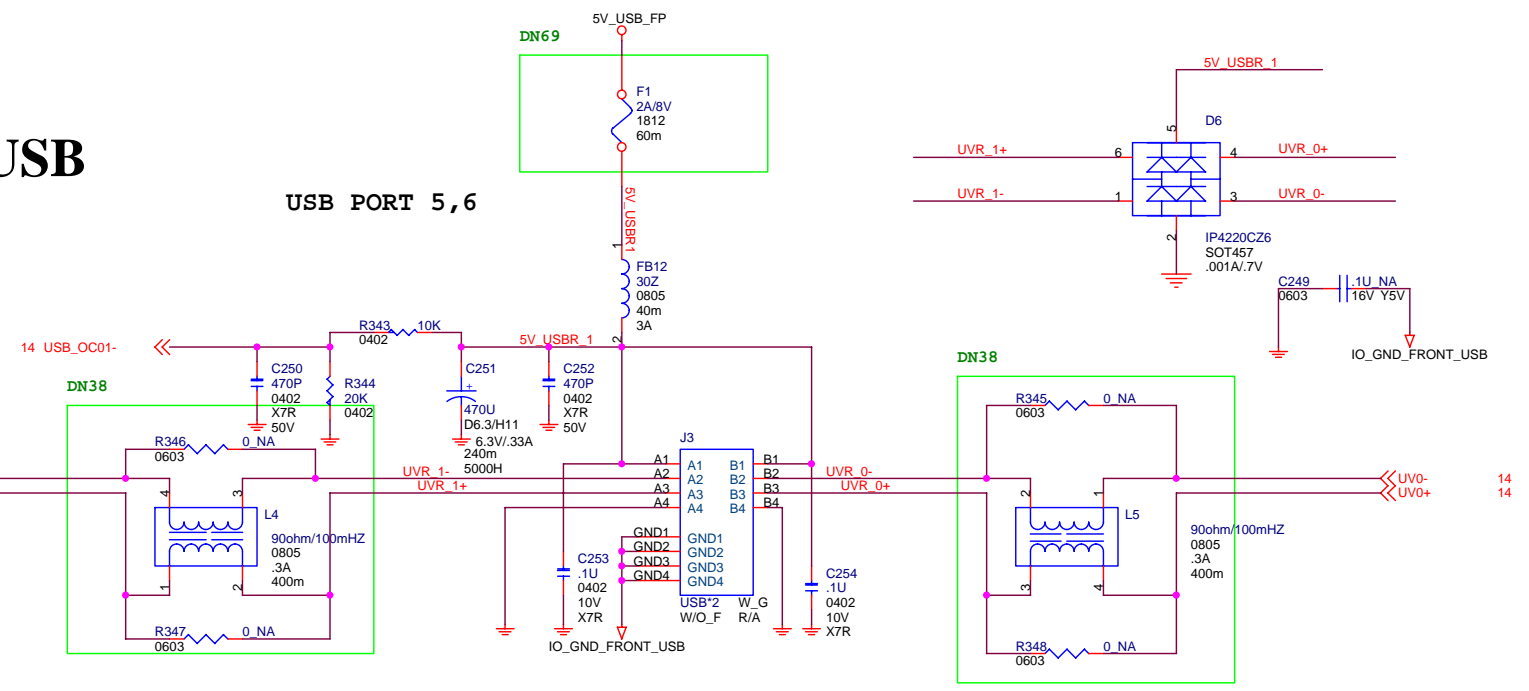 5V_USB_FP
DN69
F1
2A/8V
1812
60m
5V_USBR_1
D6
5
UVR_1+
6
4
UVR_0+
UVR_1-
1
3
UVR_0-
2
IP4220CZ6
SOT457
.001A/.7V
USB
USB PORT 5,6
5V_USBR1
1
FB12
30Z
0805
40m
3A
2
C249
0603
.1U_NA
16V Y5V
IO_GND_FRONT_USB
14 USB_OC01-
R343
10K
0402
5V_USBR_1
C250
470P
0402
X7R
50V
R344
20K
0402
C251
+
470U
D6.3/H11
6.3V/.33A
240m
5000H
C252
470P
0402
X7R
50V
DN38
R346
0_NA
0603
4
3
L4
90ohm/100mHZ
0805
.3A
400m
1
2
R347
0_NA
0603
UVR_1-
UVR_1+
J3
A1 A1 B1 B1
A2 A2 B2 B2
A3 A3 B3 B3
A4 A4 B4 B4
GND1 GND1
GND2 GND2
GND3 GND3
GND4 GND4
USB*2 W_G
W/O_F R/A
C253
.1U
0402
10V
X7R
IO_GND_FRONT_USB
C254
.1U
0402
10V
X7R
UVR_0-
UVR_0+
DN38
R345
0_NA
0603
2
1
L5
90ohm/100mHZ
0805
.3A
400m
3
4
R348
0_NA
0603
UV0- 14
UV0+ 14